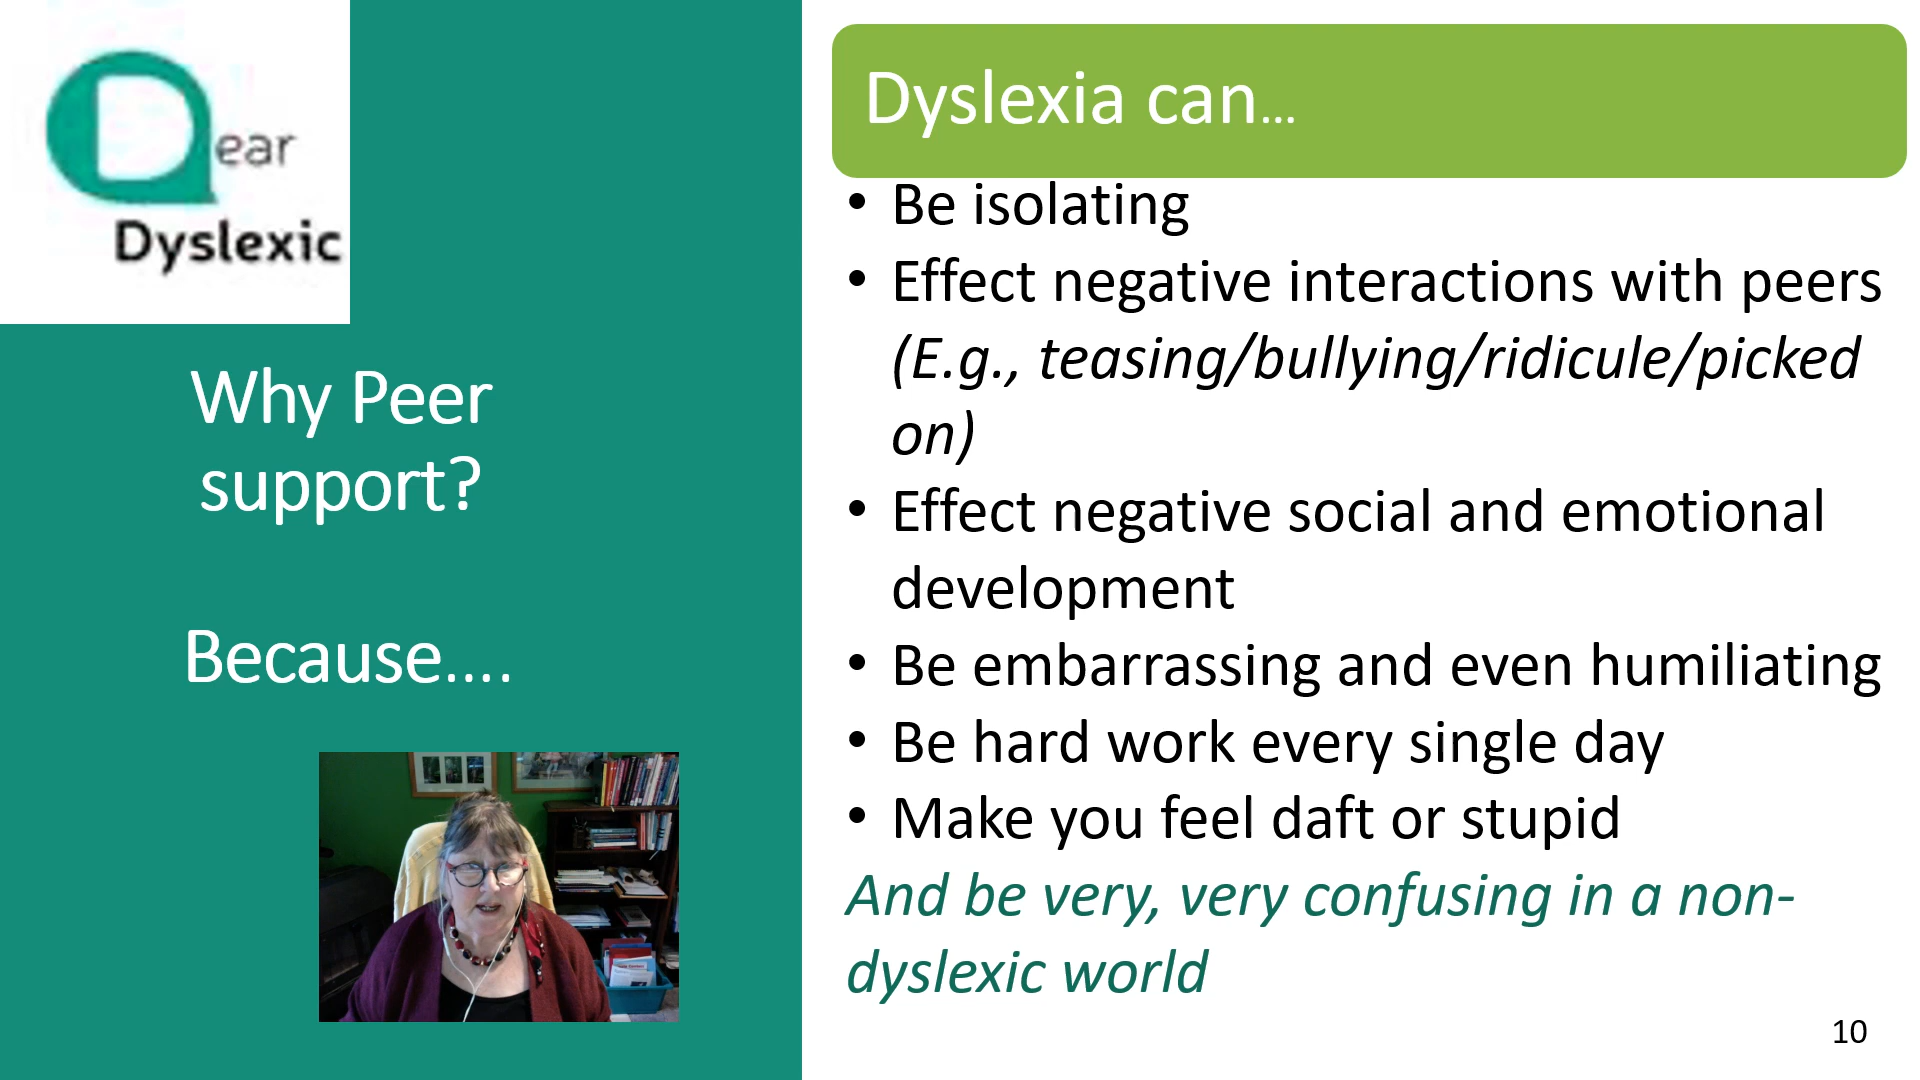 Dear
Dyslexic
Why Peer
support?
Because....
Dyslexia can...
• Be isolating
• Effect negative interactions with peers
(E.g., teasing/bullying/ridicule/picked
on)
• Effect negative social and emotional
development
• Be embarrassing and even humiliating
• Be hard work every single day
• Make you feel daft or stupid
And be very, very confusing in a non-
dyslexic world
10